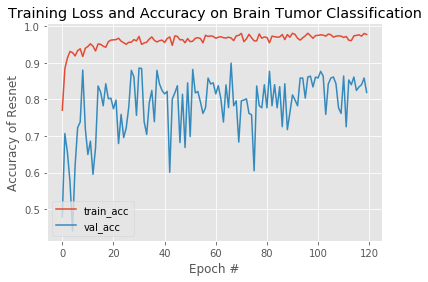 Training Loss and Accuracy on Brain Tumor Classification
1.0
0.9
0.8
0.7
0.6
0.5
Accuracy of Resnet
train_acc
val_acc
0
20
40
60
80
100
120
Epoch #